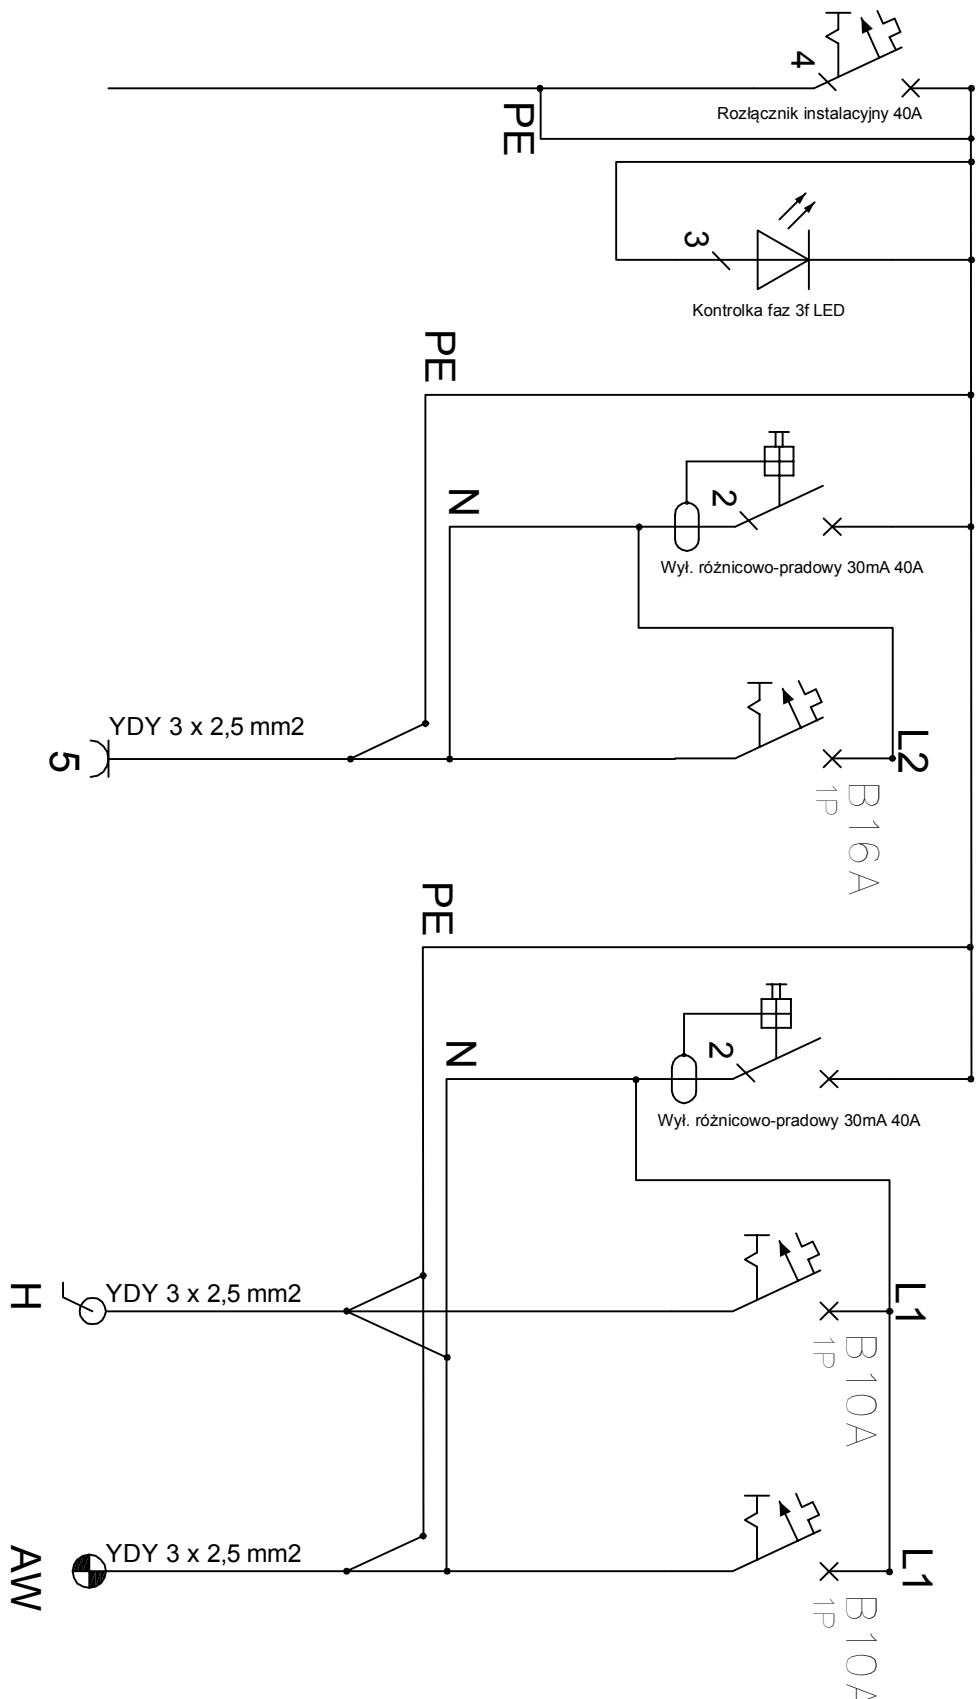 4
Rozłącznik instalacyjny 40A
PE
3
Kontrolka faz 3f LED
PE
2
N
Wył. różnicowo-pradowy 30mA 40A
YDY 3 x 2,5 mm2
5
L2
B16A
1P
PE
2
N
Wył. różnicowo-pradowy 30mA 40A
H
YDY 3 x 2,5 mm2
L1
B10A
1P
AW
YDY 3 x 2,5 mm2
L1
B10A
1P